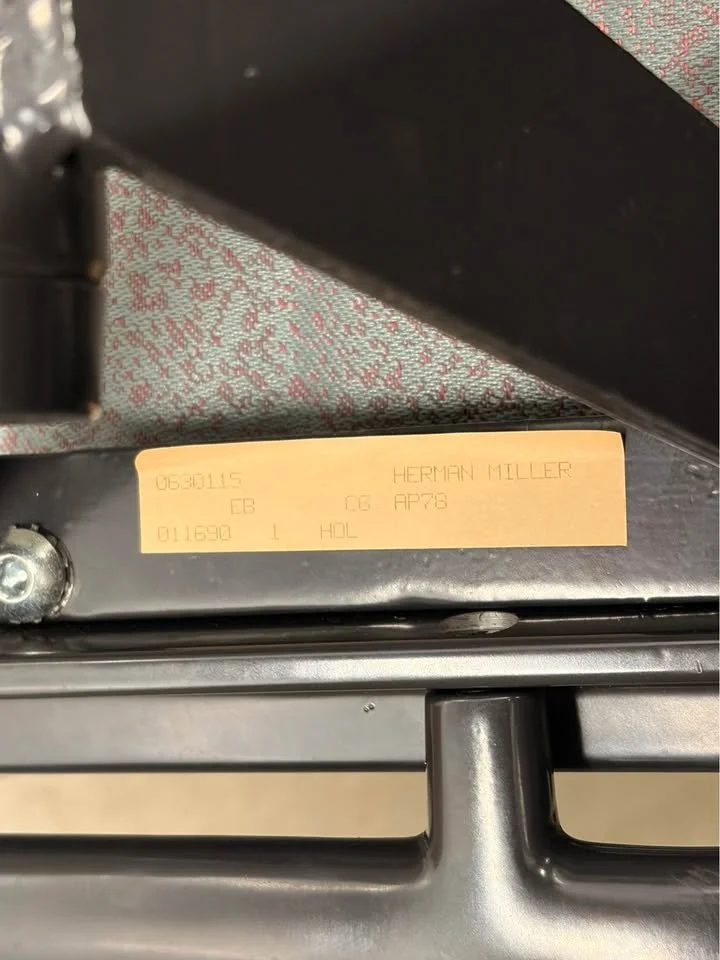 0630115 HERMAN MILLER
EB CG AP78
011690 1 HOL